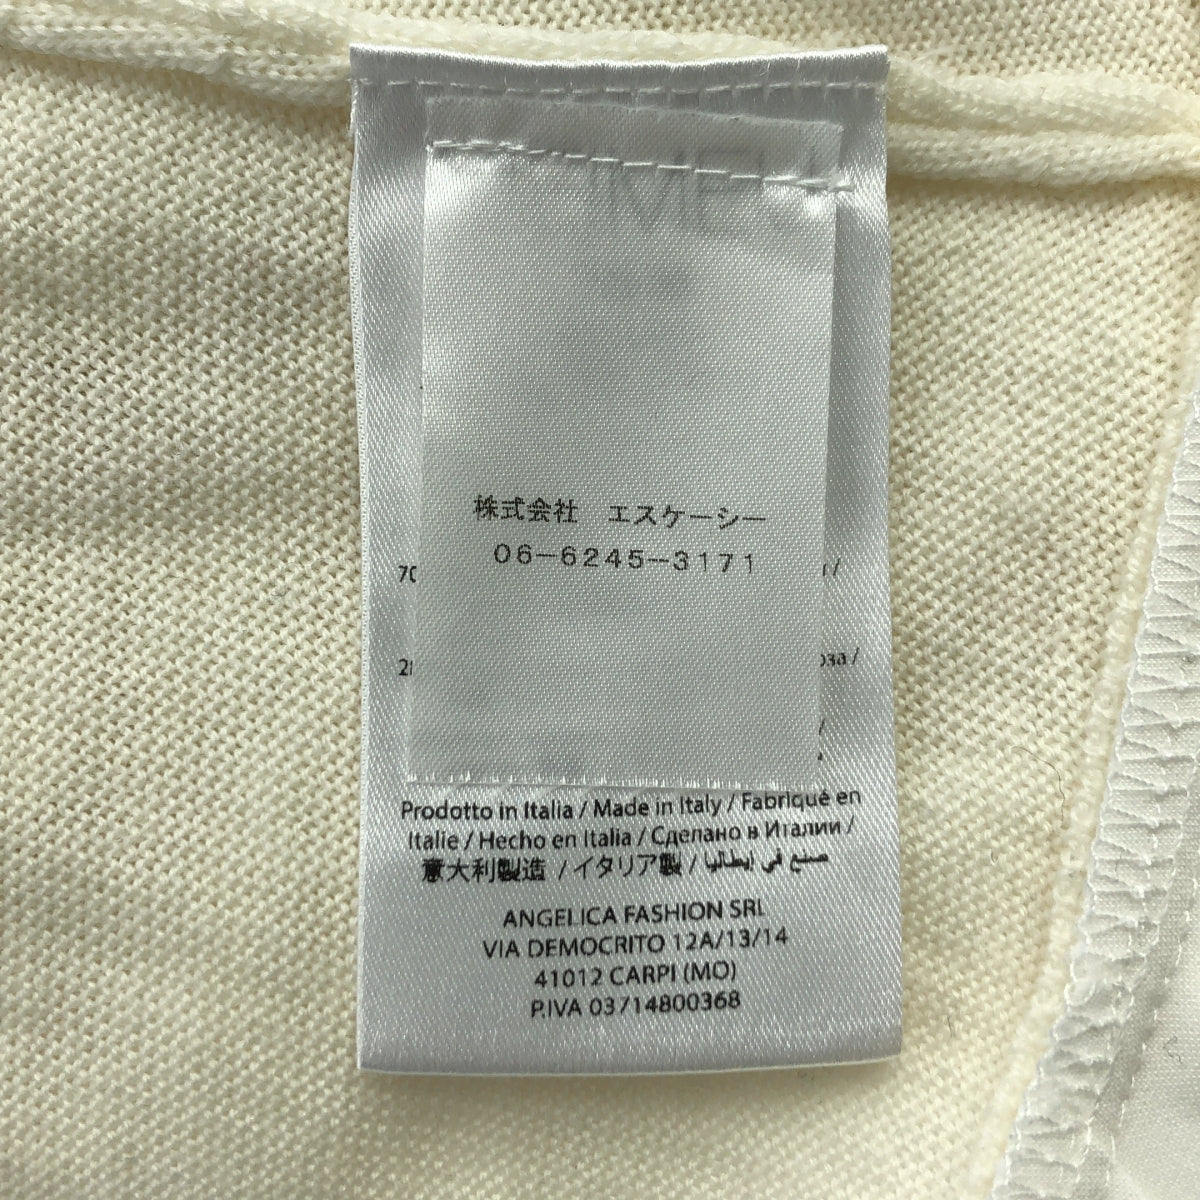 株式会社　エスケーシー
06-6245-3171
70
Prodotto in Italia / Made in Italy / Fabriqué en
Italie / Hecho en Italia / Сделано в Италии /
意大利製造 / イタリア製 / صنع في إيطاليا
ANGELICA FASHION SRL
VIA DEMOCRITO 12A/13/14
41012 CARPI (MO)
P.IVA 03714800368